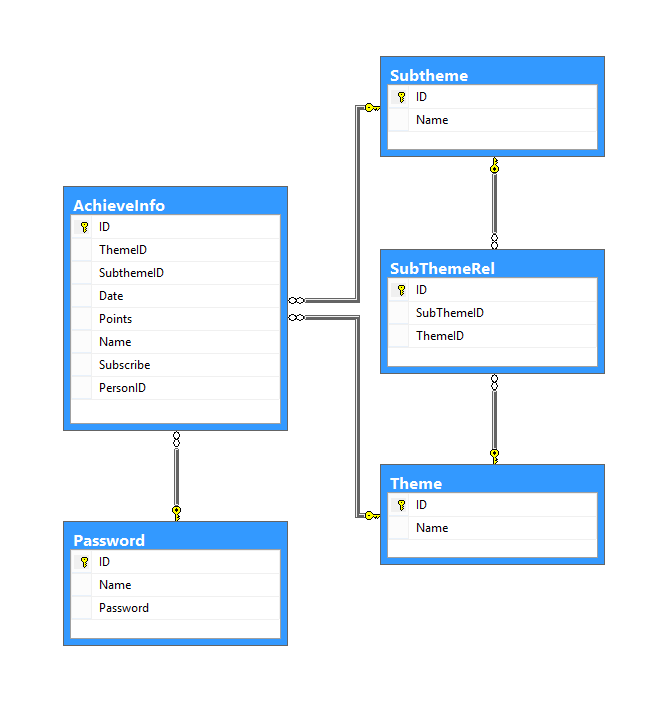 Subtheme
ID
Name
AchieveInfo
ID
ThemeID
SubthemeID
Date
Points
Name
Subscribe
PersonID
SubThemeRel
ID
SubThemeID
ThemeID
Theme
ID
Name
Password
ID
Name
Password